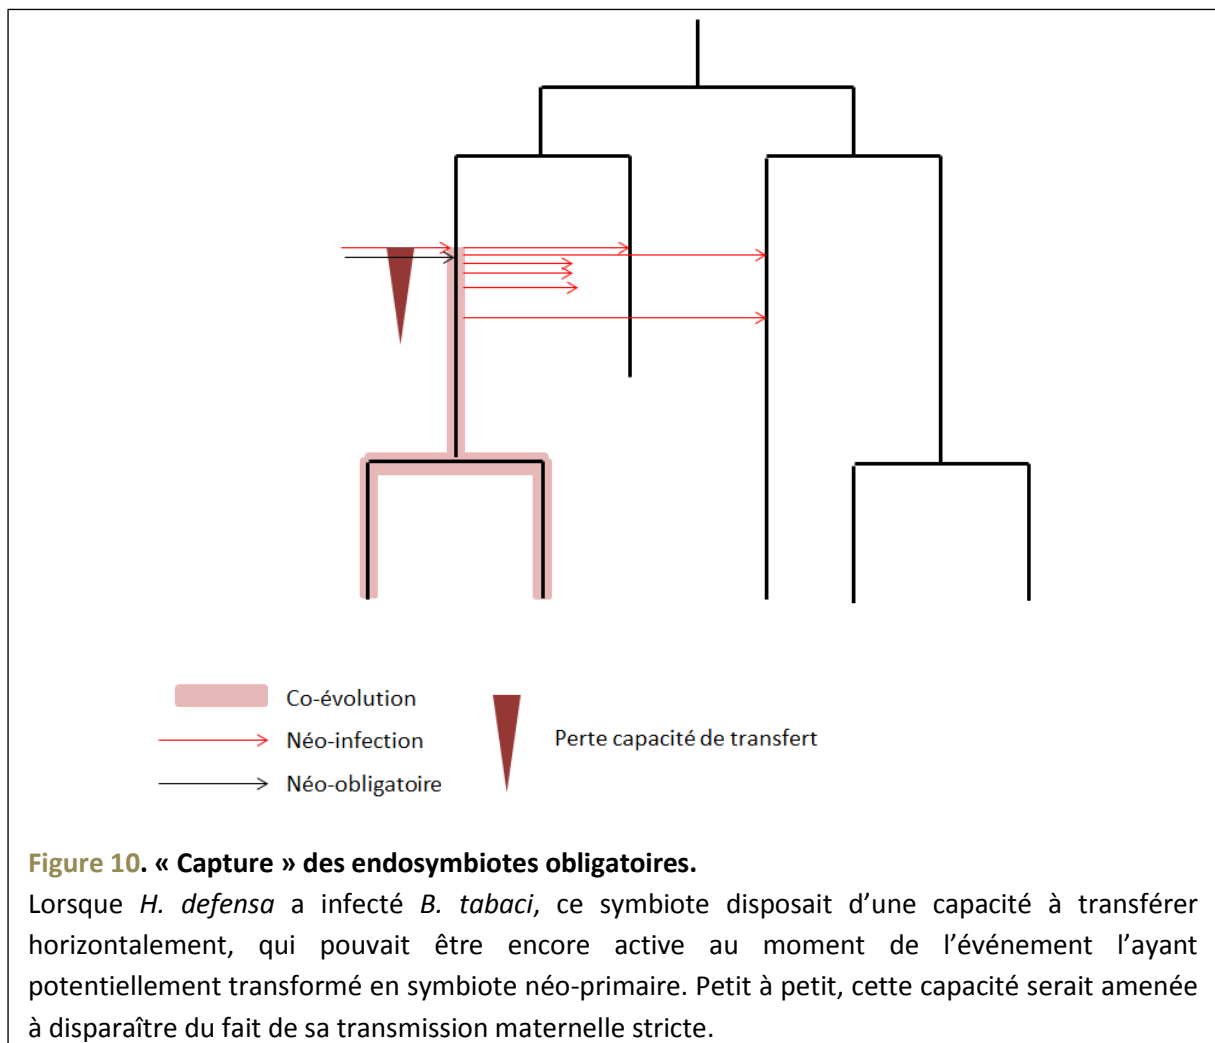 Co-évolution
Néo-infection
Néo-obligatoire
Perte capacité de transfert
Figure 10. « Capture » des endosymbiotes obligatoires.
Lorsque H. defensa a infecté B. tabaci, ce symbiote disposait d’une capacité à transférer
horizontalement, qui pouvait être encore active au moment de l’événement l’ayant
potentiellement transformé en symbiote néo-primaire. Petit à petit, cette capacité serait amenée
à disparaître du fait de sa transmission maternelle stricte.